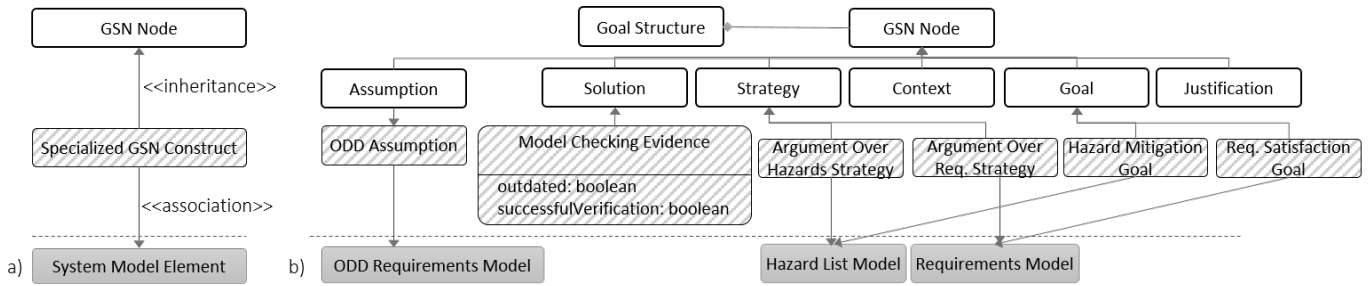 GSN Node
<<inheritance>>
Specialized GSN Construct
<<association>>
a)
System Model Element
Goal Structure
GSN Node
Assumption
Solution
Strategy
Context
Goal
Justification
ODD Assumption
Model Checking Evidence
outdated: boolean
successfulVerification: boolean
Argument Over
Hazards Strategy
Argument Over
Req. Strategy
Hazard Mitigation
Goal
Req. Satisfaction
Goal
b)
ODD Requirements Model
Hazard List Model
Requirements Model